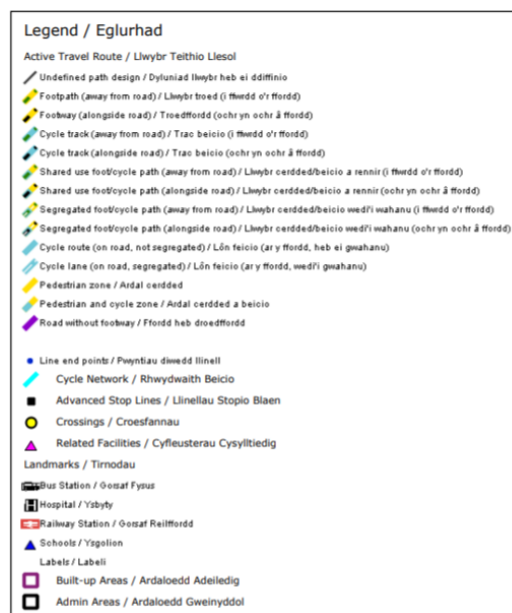 Legend / Eglurhad
Active Travel Route / Llwybr Teithio Llesol
Undefined path design / Dyluniad llwybr heb ei ddiffinio
Footpath (away from road) / Llwybr troed (i ffwrdd o'r ffordd)
Footway (alongside road) / Troedffordd (ochr yn ochr â ffordd)
Cycle track (away from road) / Trac beicio (i ffwrdd o'r ffordd)
Cycle track (alongside road) / Trac beicio (ochr yn ochr â ffordd)
Shared use foot/cycle path (away from road) / Llwybr cerdded/beicio a rennir (i ffwrdd o'r ffordd)
Shared use foot/cycle path (alongside road) / Llwybr cerdded/beicio a rennir (ochr yn ochr â ffordd)
Segregated foot/cycle path (away from road) / Llwybr cerdded/beicio wedi'i wahanu (i ffwrdd o'r ffordd)
Segregated foot/cycle path (alongside road) / Llwybr cerdded/beicio wedi'i wahanu (ochr yn ochr â ffordd)
Cycle route (on road, not segregated) / Lôn feicio (ar y ffordd, heb ei gwahanu)
Cycle lane (on road, segregated) / Lôn feicio (ar y ffordd, wedi'i gwahanu)
Pedestrian zone / Ardal cerdded
Pedestrian and cycle zone / Ardal cerdded a beicio
Road without footway / Ffordd heb droedffordd
Line end points / Pwyntiau diwedd llinell
Cycle Network / Rhwydwaith Beicio
Advanced Stop Lines / Llinellau Stopio Blaen
Crossings / Croesfannau
Related Facilities / Cyfleusterau Cysylltiedig
Landmarks / Tirnodau
Bus Station / Gorsaf Fysus
H Hospital / Ysbyty
Railway Station / Gorsaf Reilffordd
Schools / Ysgolion
Labels / Labeli
Built-up Areas / Ardaloedd Adeiledig
Admin Areas / Ardaloedd Gweinyddol